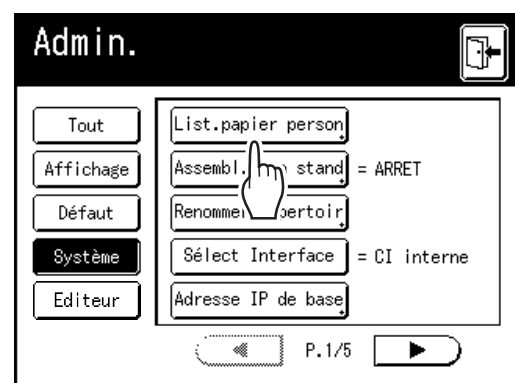 Admin.
Tout
Affichage
Défaut
Système
Editeur
List.papier person
Assembl. stand = ARRET
Renommer pertoir
Sélect Interface = CI interne
Adresse IP de base
P.1/5